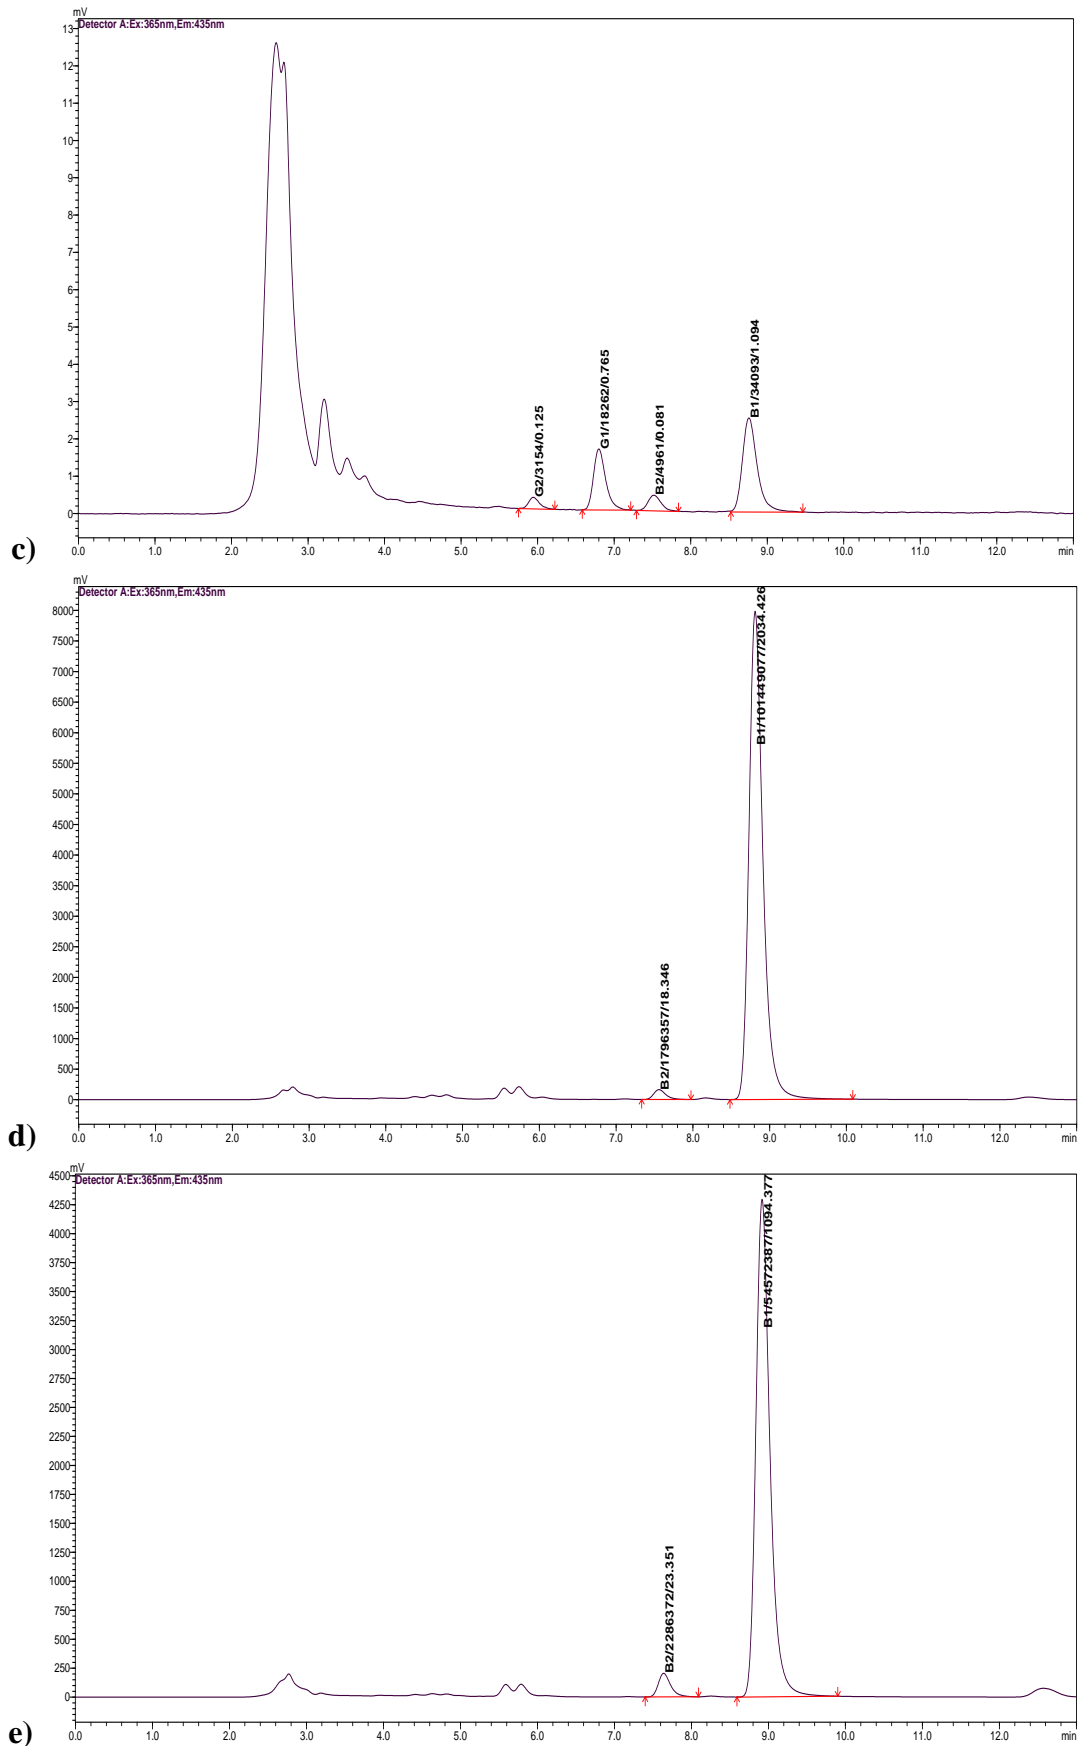 mV
Detector A:Ex:365nm,Em:435nm
13
12
11
10
9
8
7
6
5
4
3
2
1
0
G2/3154/0.125
G1/18262/0.765
B2/4961/0.081
B1/34093/1.094
0.0 1.0 2.0 3.0 4.0 5.0 6.0 7.0 8.0 9.0 10.0 11.0 12.0 min
c)
mV
Detector A:Ex:365nm,Em:435nm
8000
7500
7000
6500
6000
5500
5000
4500
4000
3500
3000
2500
2000
1500
1000
500
0
B2/1796357/18.346
B1/101449077/2034.426
0.0 1.0 2.0 3.0 4.0 5.0 6.0 7.0 8.0 9.0 10.0 11.0 12.0 min
d)
mV
Detector A:Ex:365nm,Em:435nm
4500
4250
4000
3750
3500
3250
3000
2750
2500
2250
2000
1750
1500
1250
1000
750
500
250
0
B2/2286372/23.351
B1/54572387/1094.377
0.0 1.0 2.0 3.0 4.0 5.0 6.0 7.0 8.0 9.0 10.0 11.0 12.0 min
e)